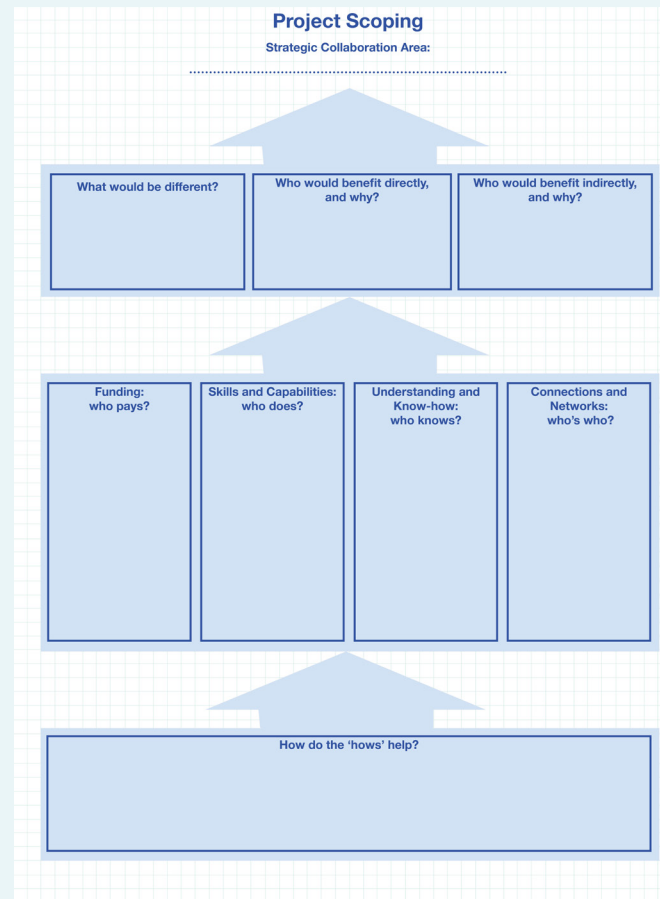 Project Scoping
Strategic Collaboration Area:
What would be different?
Who would benefit directly,
and why?
Who would benefit indirectly,
and why?
Funding:
who pays?
Skills and Capabilities:
who does?
Understanding and
Know-how:
who knows?
Connections and
Networks:
who's who?
How do the ‘hows’ help?